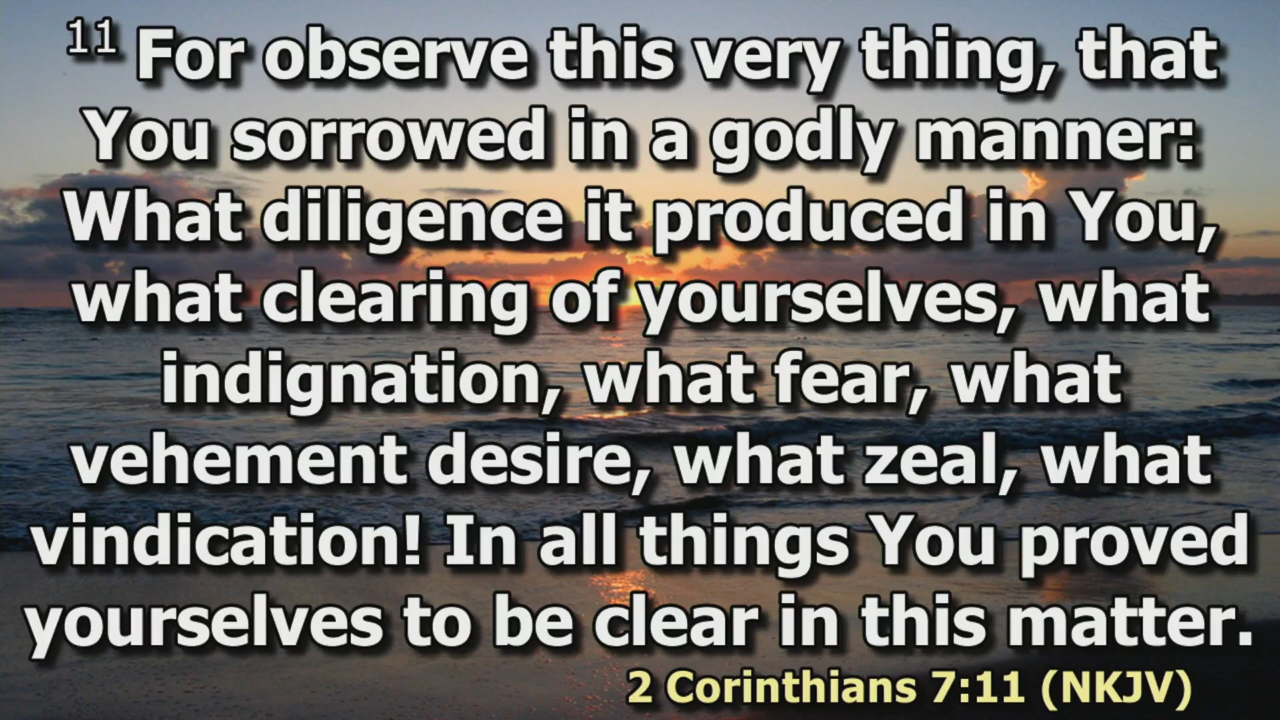 11 For observe this very thing, that
You sorrowed in a godly manner:
What diligence it produced in You,
what clearing of yourselves, what
indignation, what fear, what
vehement desire, what zeal, what
vindication! In all things You proved
yourselves to be clear in this matter.
2 Corinthians 7:11 (NKJV)